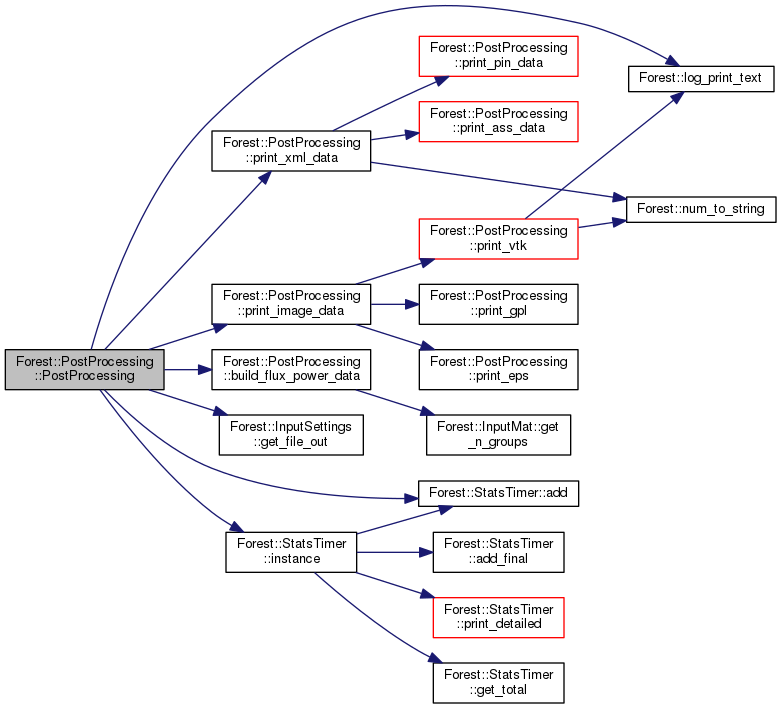 Forest::PostProcessing
::print_pin_data
Forest::log_print_text
Forest::PostProcessing
::print_ass_data
Forest::PostProcessing
::print_xml_data
Forest::num_to_string
Forest::PostProcessing
::print_vtk
Forest::PostProcessing
::print_image_data
Forest::PostProcessing
::print_gpl
Forest::PostProcessing
::PostProcessing
Forest::PostProcessing
::build_flux_power_data
Forest::PostProcessing
::print_eps
Forest::InputSettings
::get_file_out
Forest::InputMat::get
_n_groups
Forest::StatsTimer::add
Forest::StatsTimer
::instance
Forest::StatsTimer
::add_final
Forest::StatsTimer
::print_detailed
Forest::StatsTimer
::get_total